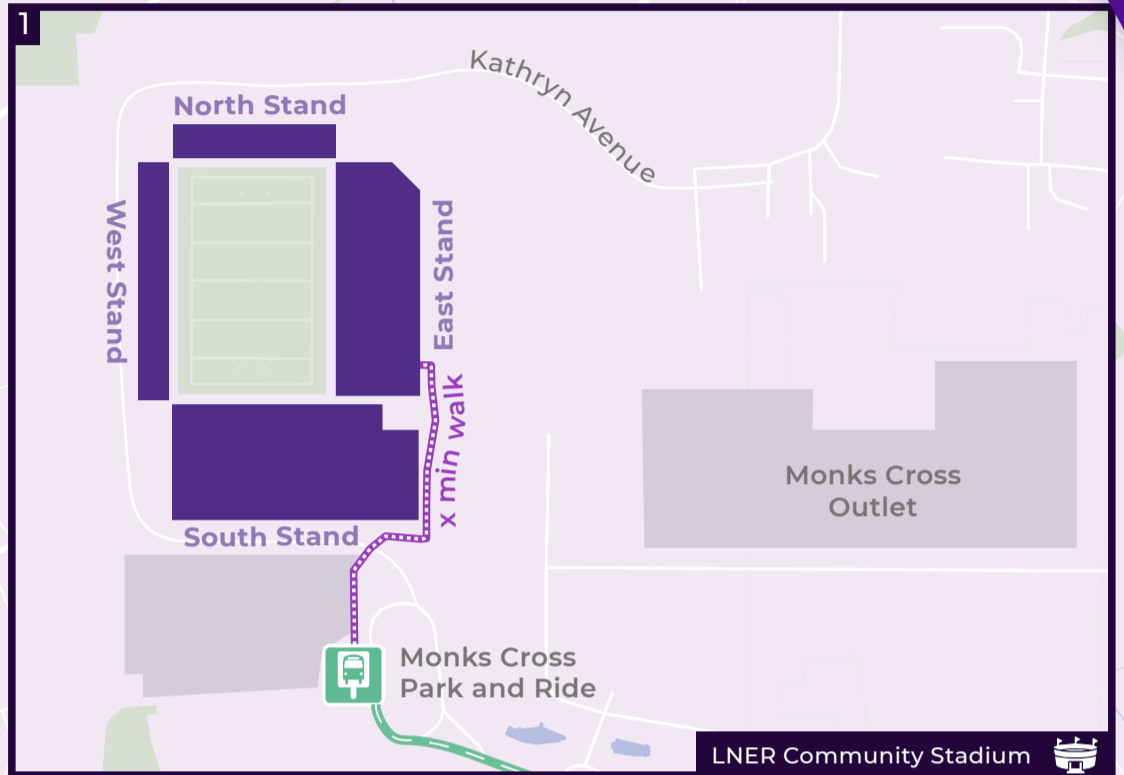 1
Kathryn Avenue
North Stand
West Stand
East Stand
x min walk
Monks Cross
Outlet
South Stand
Monks Cross
Park and Ride
LNER Community Stadium